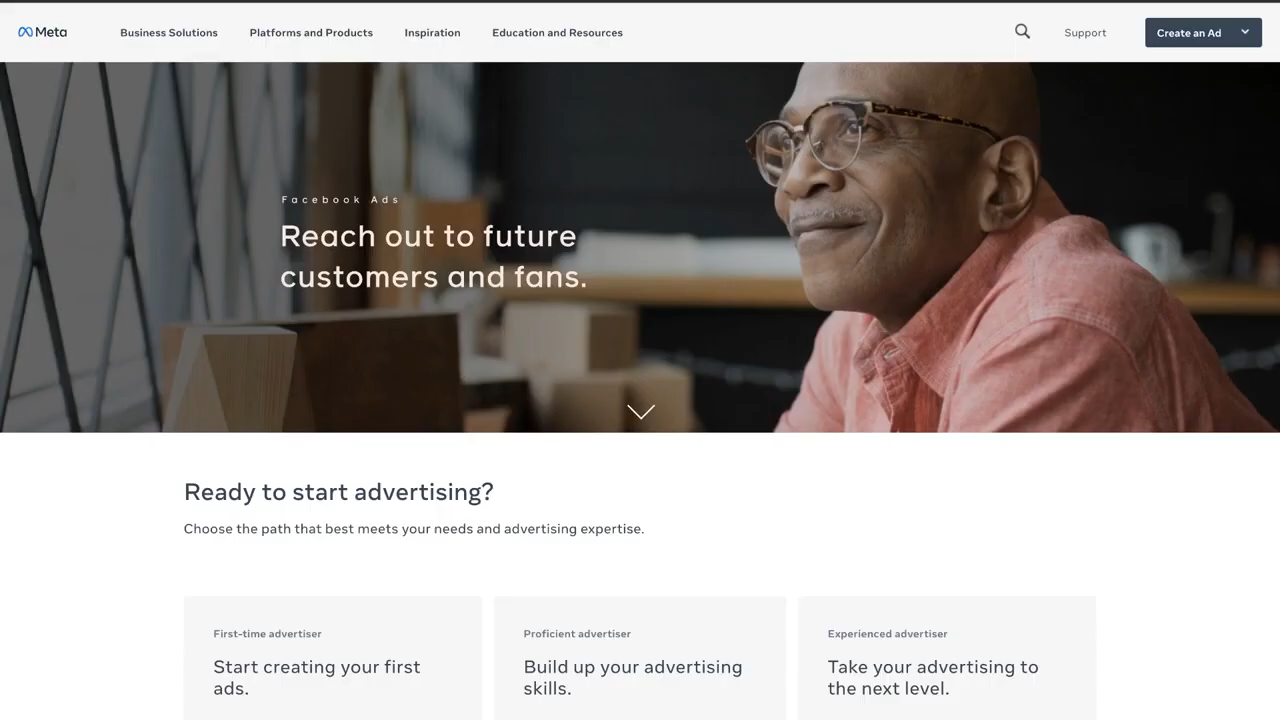 Meta
Business Solutions
Platforms and Products
Inspiration
Education and Resources
Support
Create an Ad
Facebook Ads
Reach out to future
customers and fans.
Ready to start advertising?
Choose the path that best meets your needs and advertising expertise.
First-time advertiser
Start creating your first
ads.
Proficient advertiser
Build up your advertising
skills.
Experienced advertiser
Take your advertising to
the next level.